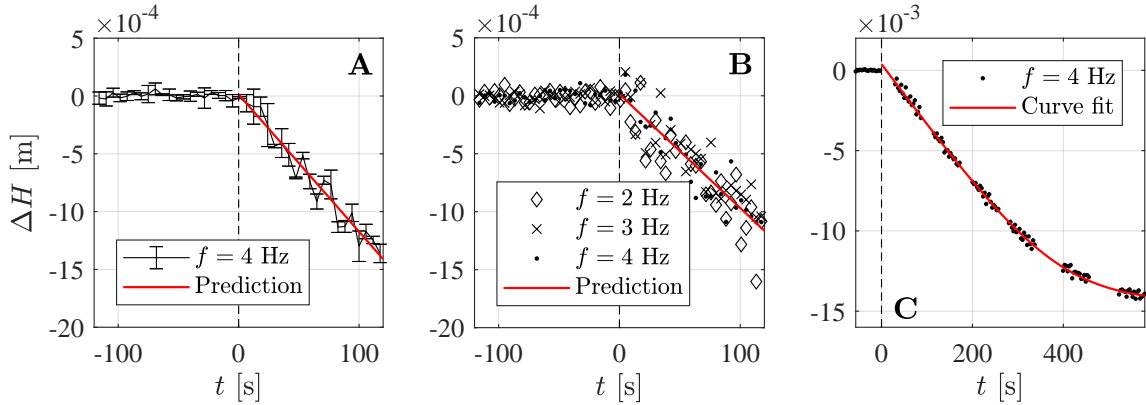 ×10⁻⁴
5
0
-5
-10
-15
-20
ΔH [m]
A
f = 4 Hz
Prediction
-100
0
100
t [s]
×10⁻⁴
5
0
-5
-10
-15
-20
B
f = 2 Hz
f = 3 Hz
f = 4 Hz
Prediction
-100
0
100
t [s]
×10⁻³
0
-5
-10
-15
f = 4 Hz
Curve fit
C
0
200
400
t [s]